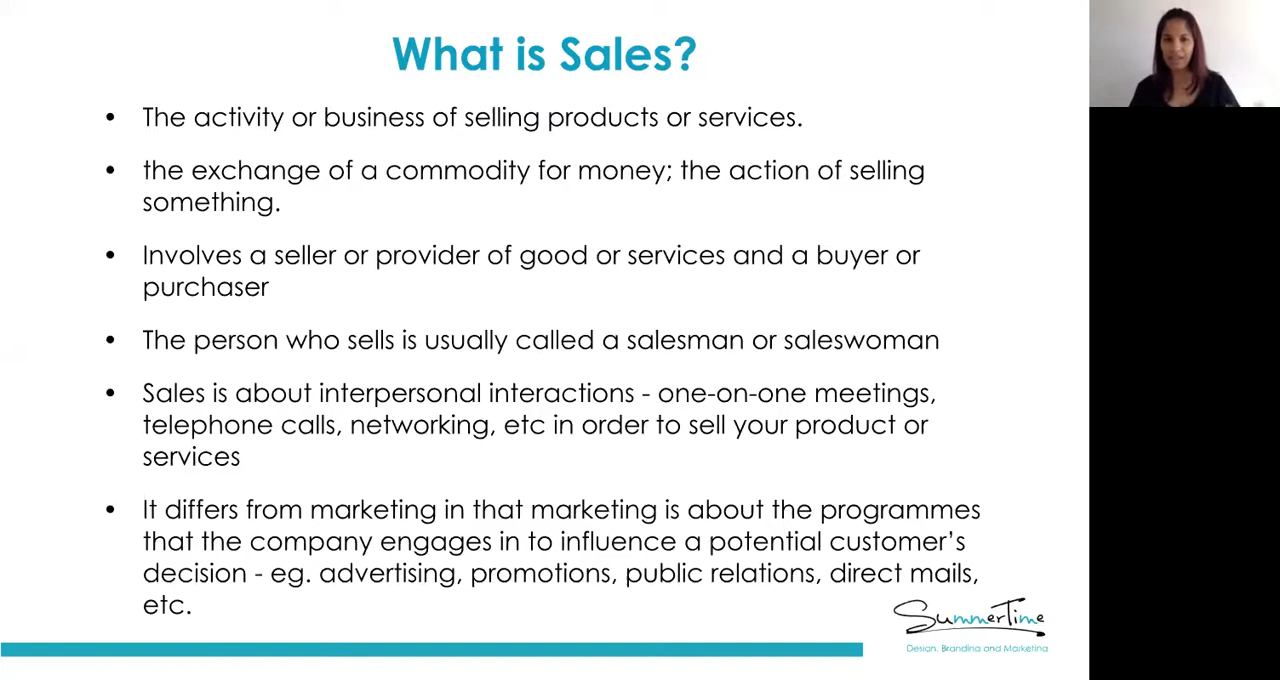 What is Sales?
• The activity or business of selling products or services.
• the exchange of a commodity for money; the action of selling
something.
• Involves a seller or provider of good or services and a buyer or
purchaser
• The person who sells is usually called a salesman or saleswoman
• Sales is about interpersonal interactions - one-on-one meetings,
telephone calls, networking, etc in order to sell your product or
services
• It differs from marketing in that marketing is about the programmes
that the company engages in to influence a potential customer's
decision - eg. advertising, promotions, public relations, direct mails,
etc.
SummerTime
Design, Branding and Marketing